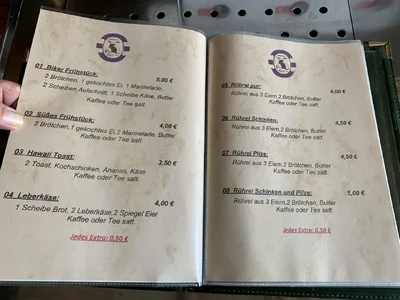 01 Biker Frühstück:
5,00 €
2 Brötchen, 1 gekochtes Ei, 1 Marmelade,
2 Scheiben Aufschnitt, 1 Scheibe Käse, Butter
Kaffee oder Tee satt.
02 Süßes Frühstück:
4,00 €
2 Brötchen, 1 gekochtes Ei, 2 Marmelade, Butter
Kaffee oder Tee satt.
03 Hawaii Toast:
3,50 €
2 Toast, Kochschinken, Ananas, Käse
Kaffee oder Tee satt.
04 Leberkäse:
4,00 €
1 Scheibe Brot, 2 Leberkäse, 2 Spiegel Eier
Kaffee oder Tee satt.
Jedes Extra: 0,50 €
05 Rührei pur:
4,00 €
Rührei aus 3 Eiern, 2 Brötchen, Butter
Kaffee oder Tee satt.
06 Rührei Schinken:
4,50 €
Rührei aus 3 Eiern, 2 Brötchen, Butter
Kaffee oder Tee satt.
07 Rührei Pilze:
4,50 €
Rührei aus 3 Eiern, 2 Brötchen, Butter
Kaffee oder Tee satt.
08 Rührei Schinken und Pilze:
5,00 €
Rührei aus 3 Eiern, 2 Brötchen, Butter
Kaffee oder Tee satt.
Jedes Extra: 0,50 €